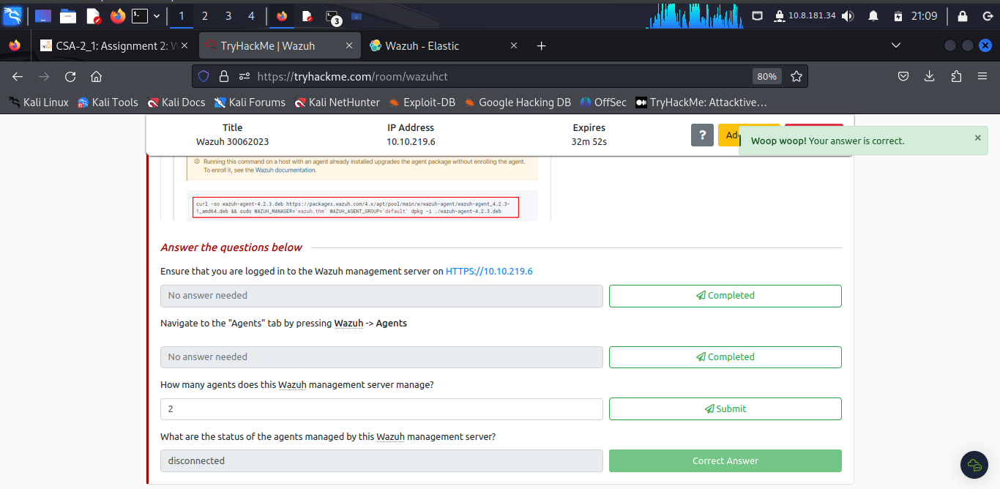 1 2 3 4 3 10.8.181.34 21:09
CSA-2_1: Assignment 2: W TryHackMe | Wazuh Wazuh - Elastic
https://tryhackme.com/room/wazuhct 80%
Kali Linux Kali Tools Kali Docs Kali Forums Kali NetHunter Exploit-DB Google Hacking DB OffSec TryHackMe: Attacktive…
Title IP Address Expires
Wazuh 30062023 10.10.219.6 32m 52s
? Ad
Woop woop! Your answer is correct. ×
Running this command on a host with an agent already installed upgrades the agent package without enrolling the agent.
To enroll it, see the Wazuh documentation.
curl -so wazuh-agent-4.2.3.deb https://packages.wazuh.com/4.x/apt/pool/main/w/wazuh-agent/wazuh-agent_4.2.3-
1_amd64.deb && sudo WAZUH_MANAGER='wazuh.thm' WAZUH_AGENT_GROUP='default' dpkg -i ./wazuh-agent-4.2.3.deb
Answer the questions below
Ensure that you are logged in to the Wazuh management server on HTTPS://10.10.219.6
No answer needed Completed
Navigate to the "Agents" tab by pressing Wazuh -> Agents
No answer needed Completed
How many agents does this Wazuh management server manage?
2 Submit
What are the status of the agents managed by this Wazuh management server?
disconnected Correct Answer